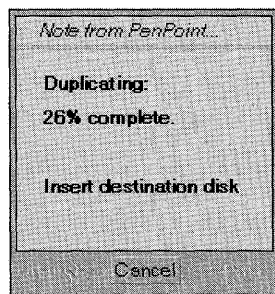 Note from PenPoint...
Duplicating:
26% complete.
Insert destination disk
Cancel